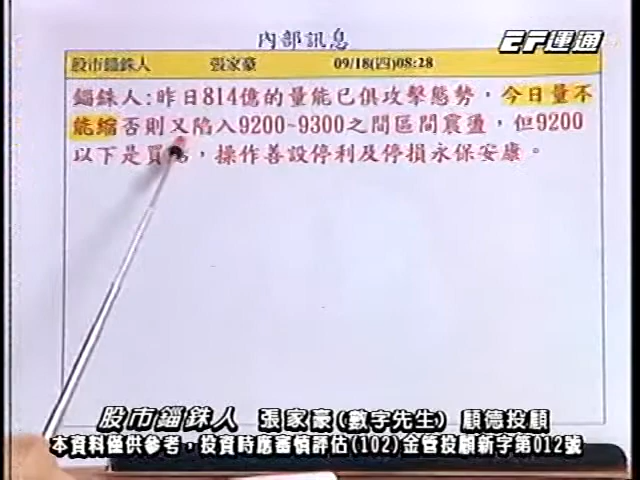 內部訊息
EF運通
股市錙銖人 張家豪 09/18(四)08:28
錙銖人:昨日814億的量能已俱攻擊態勢,今日量不
能縮否則又陷入9200~9300之間區間震盪,但9200
以下是買,操作善設停利及停損永保安康。
股市錙銖人 張家豪(數字先生) 顧德投顧
本資料僅供參考,投資時應審慎評估(102)金管投顧新字第012號